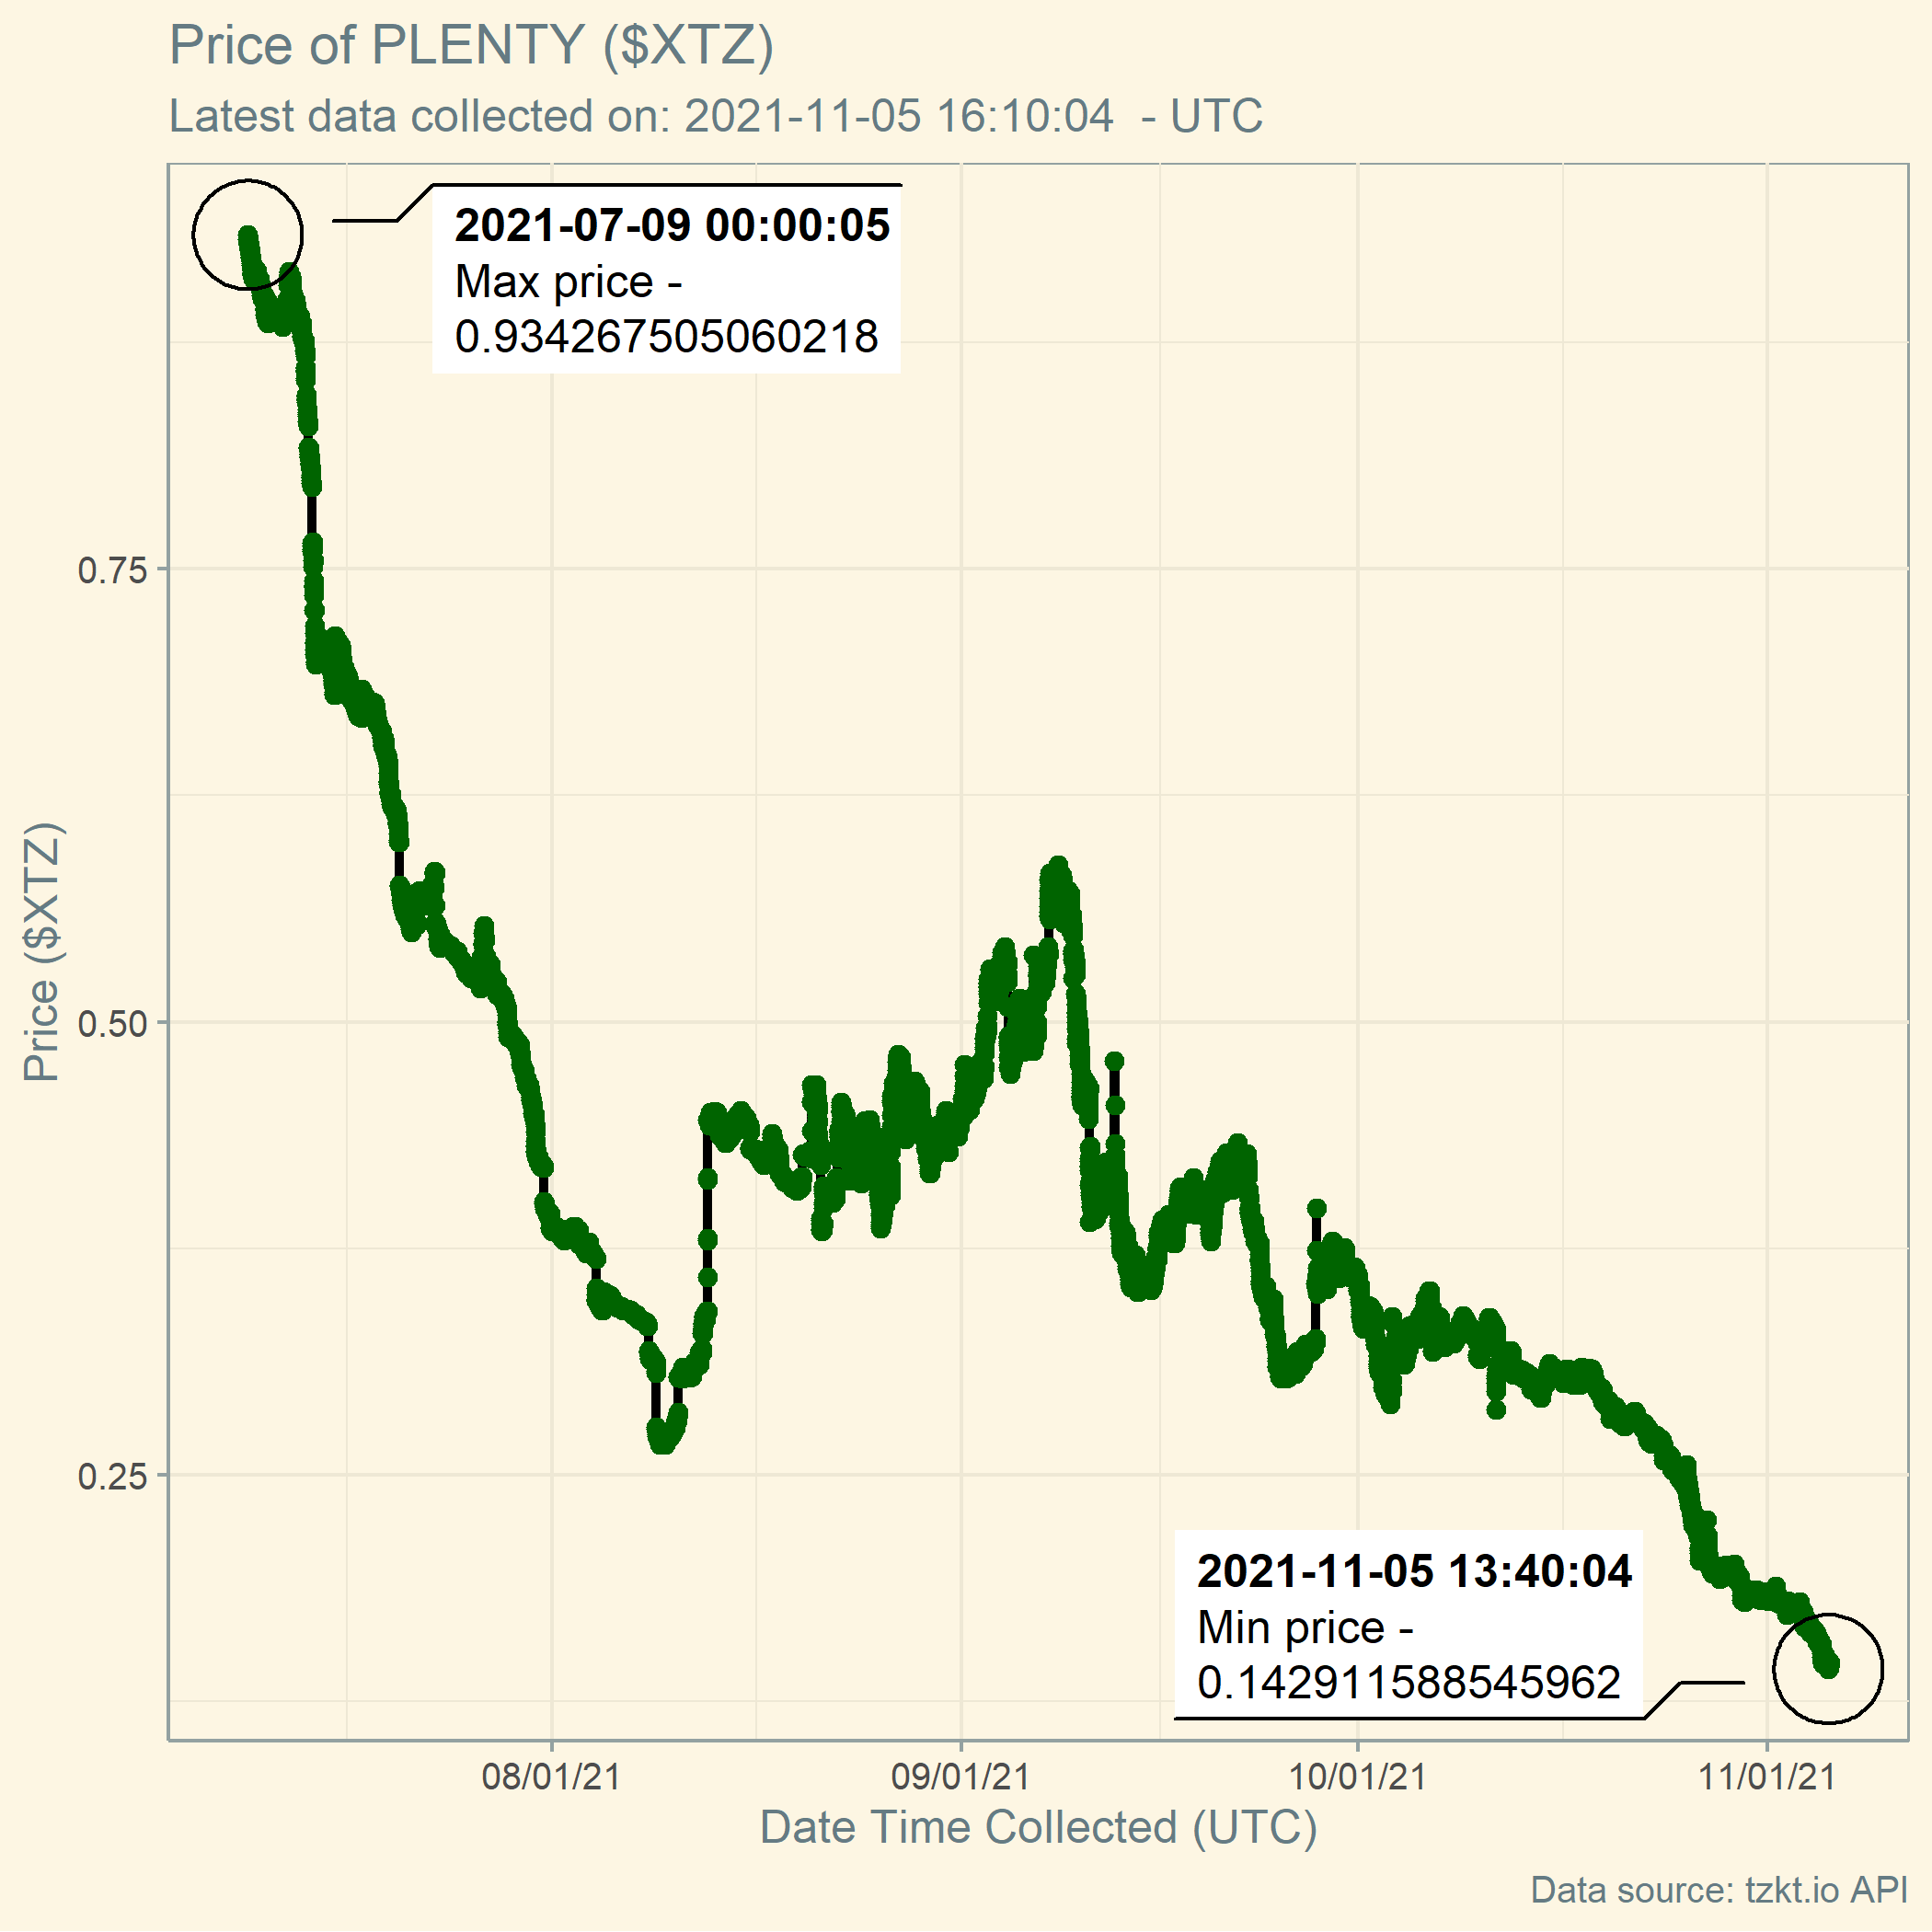 Price of PLENTY ($XTZ)
Latest data collected on: 2021-11-05 16:10:04  - UTC
2021-07-09 00:00:05
Max price -
0.934267505060218
0.75
0.50
0.25
Price ($XTZ)
2021-11-05 13:40:04
Min price -
0.142911588545962
08/01/21
09/01/21
10/01/21
11/01/21
Date Time Collected (UTC)
Data source: tzkt.io API